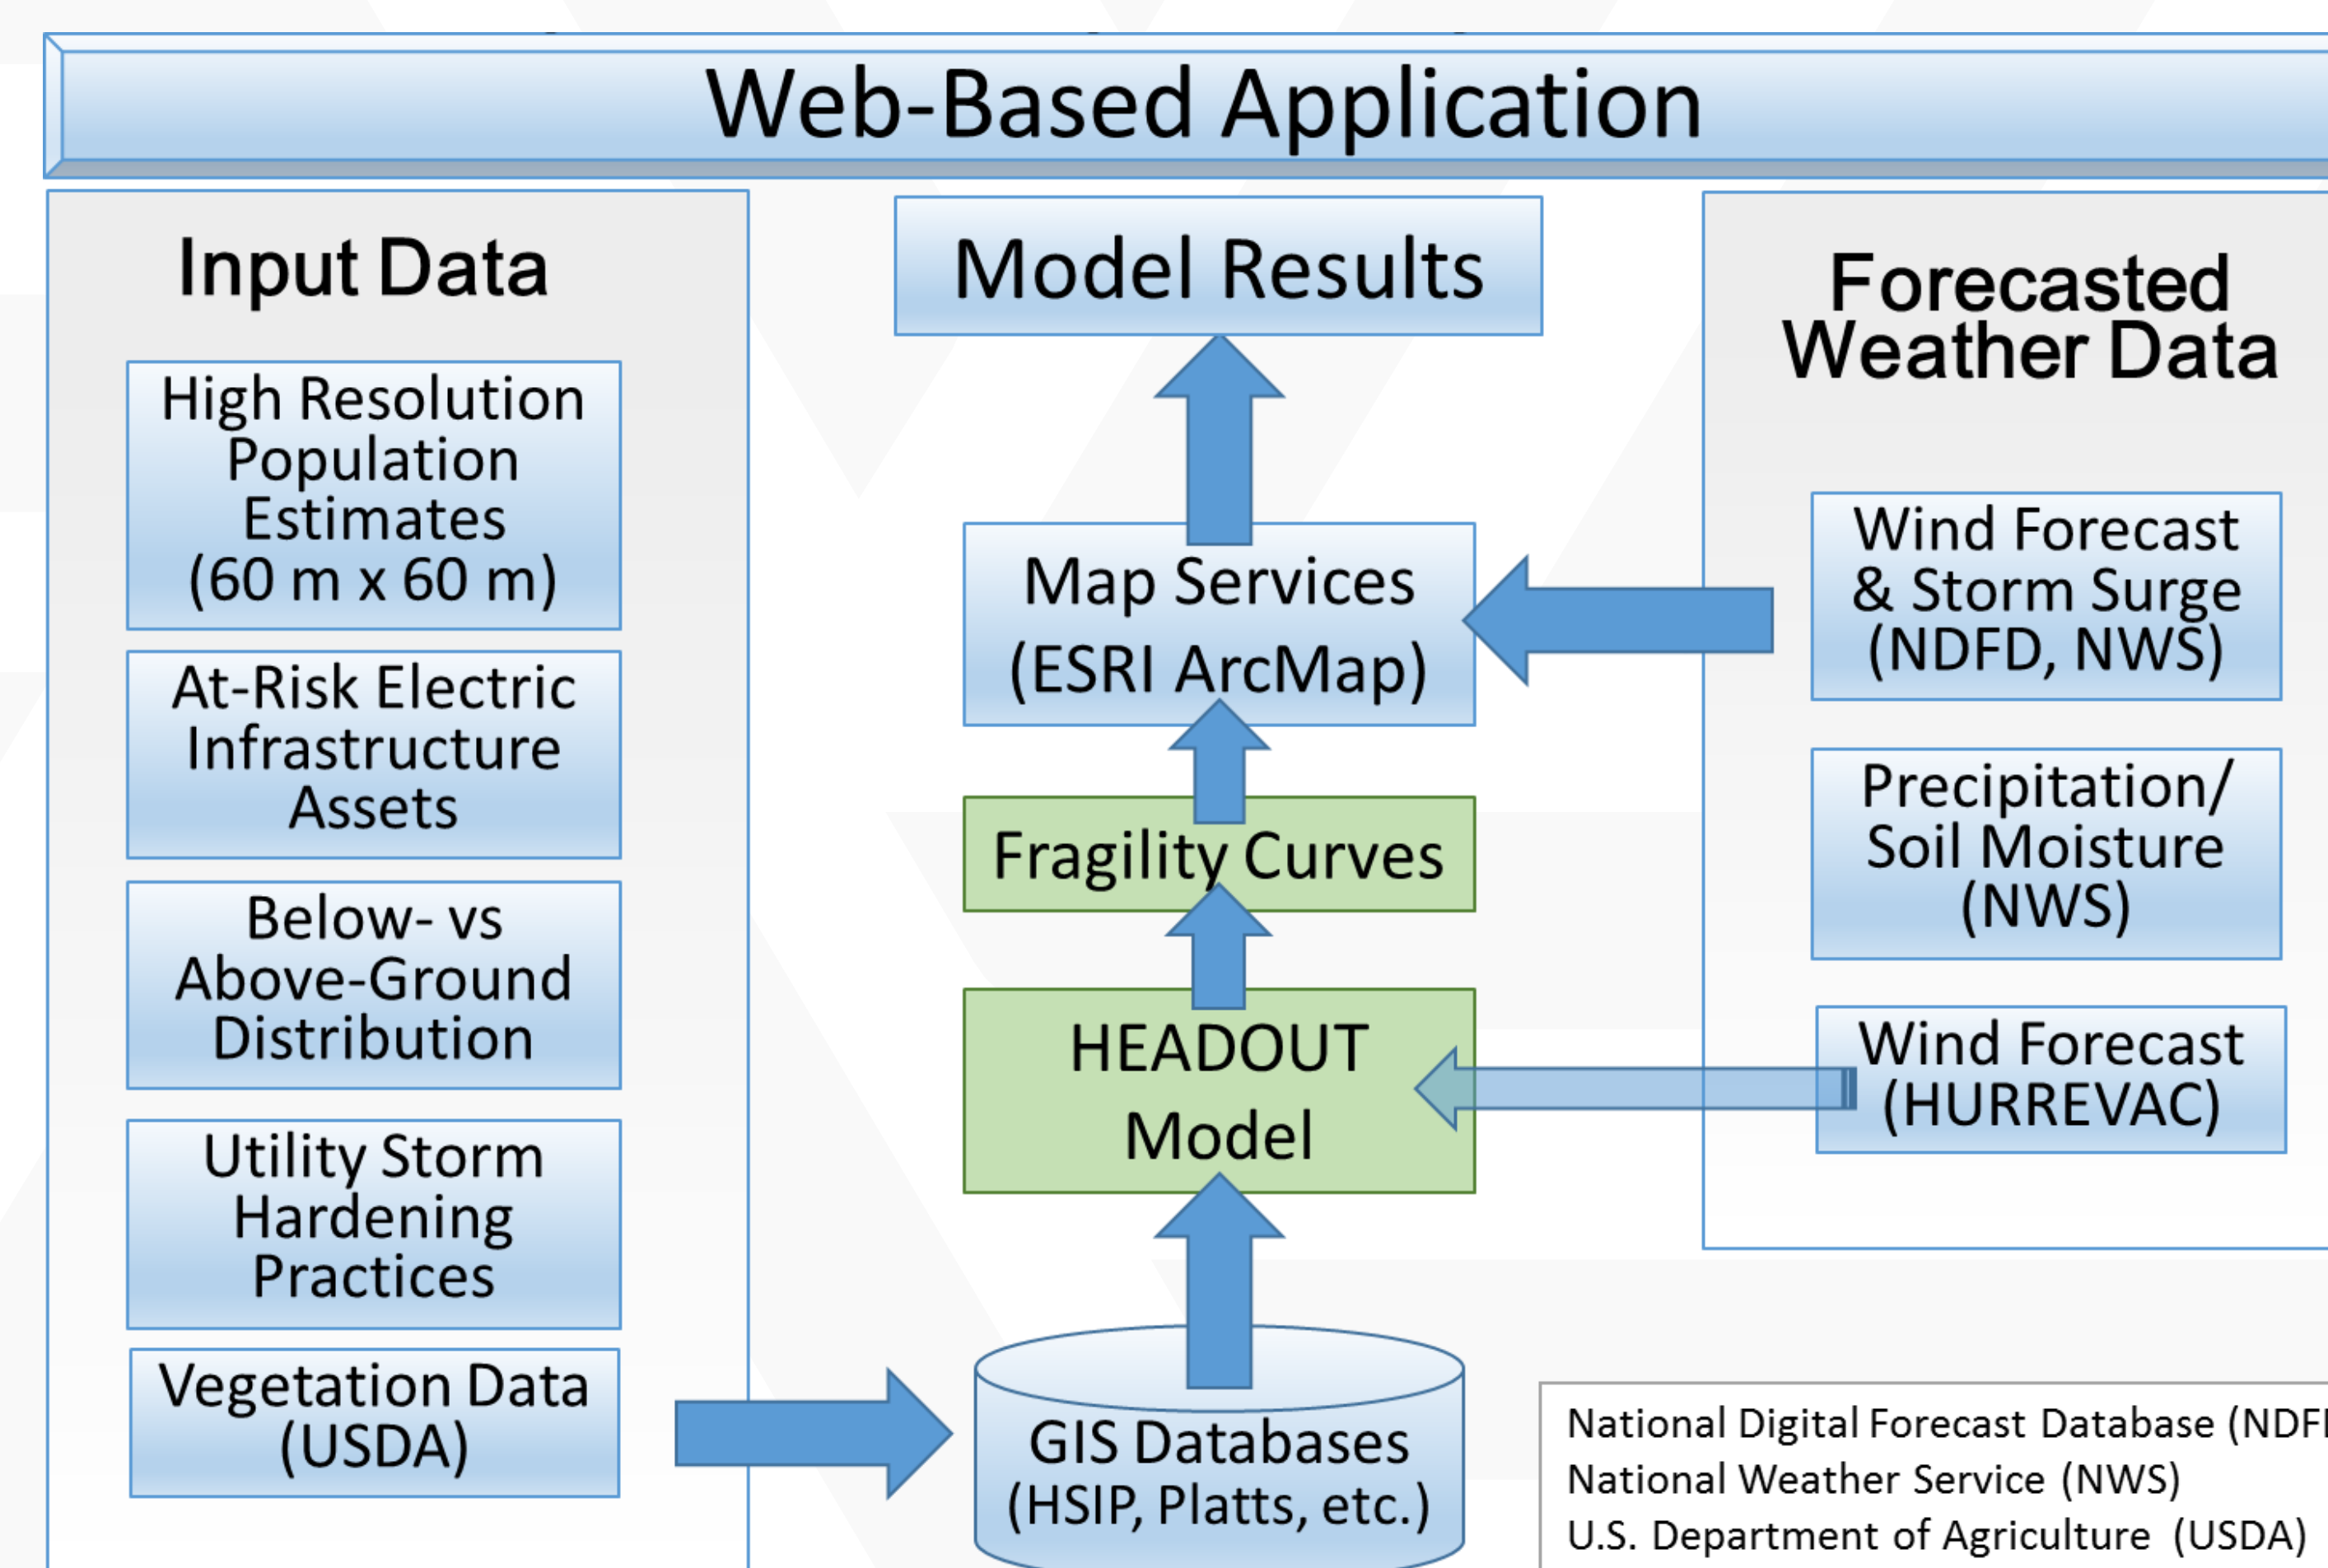 Web-Based Application
Input Data
High Resolution
Population
Estimates
(60 m x 60 m)
At-Risk Electric
Infrastructure
Assets
Below- vs
Above-Ground
Distribution
Utility Storm
Hardening
Practices
Vegetation Data
(USDA)
Model Results
Map Services
(ESRI ArcMap)
Fragility Curves
HEADOUT
Model
GIS Databases
(HSIP, Platts, etc.)
Forecasted
Weather Data
Wind Forecast
& Storm Surge
(NDFD, NWS)
Precipitation/
Soil Moisture
(NWS)
Wind Forecast
(HURREVAC)
National Digital Forecast Database
National Weather Service (NWS)
U.S. Department of Agriculture (USDA)